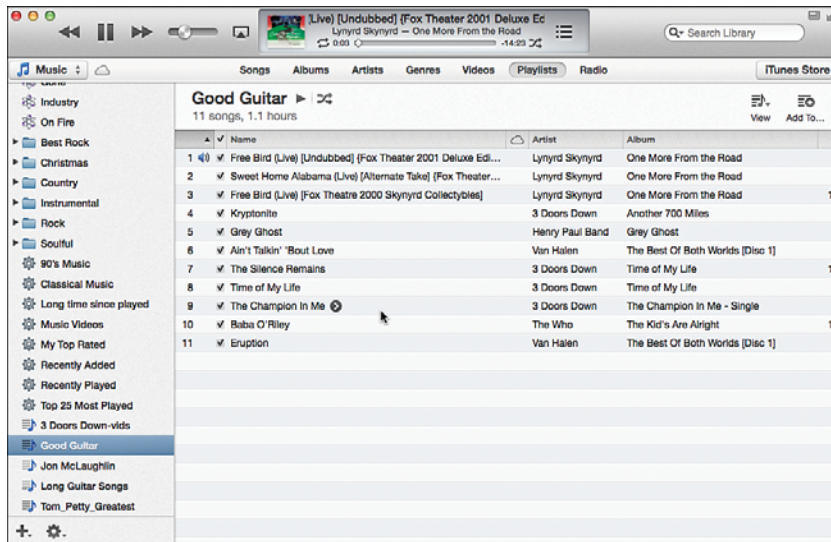 (Live) [Undubbed] {Fox Theater 2001 Deluxe Ec
Lynyrd Skynyrd — One More From the Road
0:03
-14:23
Search Library
Music
Songs
Albums
Artists
Genres
Videos
Playlists
Radio
iTunes Store
Industry
On Fire
Best Rock
Christmas
Country
Instrumental
Rock
Soulful
90's Music
Classical Music
Long time since played
Music Videos
My Top Rated
Recently Added
Recently Played
Top 25 Most Played
3 Doors Down-vids
Good Guitar
Jon McLaughlin
Long Guitar Songs
Tom_Petty_Greatest
Good Guitar
11 songs, 1.1 hours
View
Add To...
Name Artist Album
1 Free Bird (Live) [Undubbed] {Fox Theater 2001 Deluxe Edi... Lynyrd Skynyrd One More From the Road
2 Sweet Home Alabama (Live) [Alternate Take] {Fox Theater... Lynyrd Skynyrd One More From the Road
3 Free Bird (Live) [Fox Theatre 2000 Skynyrd Collectybles] Lynyrd Skynyrd One More From the Road
4 Kryptonite 3 Doors Down Another 700 Miles
5 Grey Ghost Henry Paul Band Grey Ghost
6 Ain't Talkin' 'Bout Love Van Halen The Best Of Both Worlds [Disc 1]
7 The Silence Remains 3 Doors Down Time of My Life
8 Time of My Life 3 Doors Down Time of My Life
9 The Champion In Me 3 Doors Down The Champion In Me - Single
10 Baba O'Riley The Who The Kid's Are Alright
11 Eruption Van Halen The Best Of Both Worlds [Disc 1]